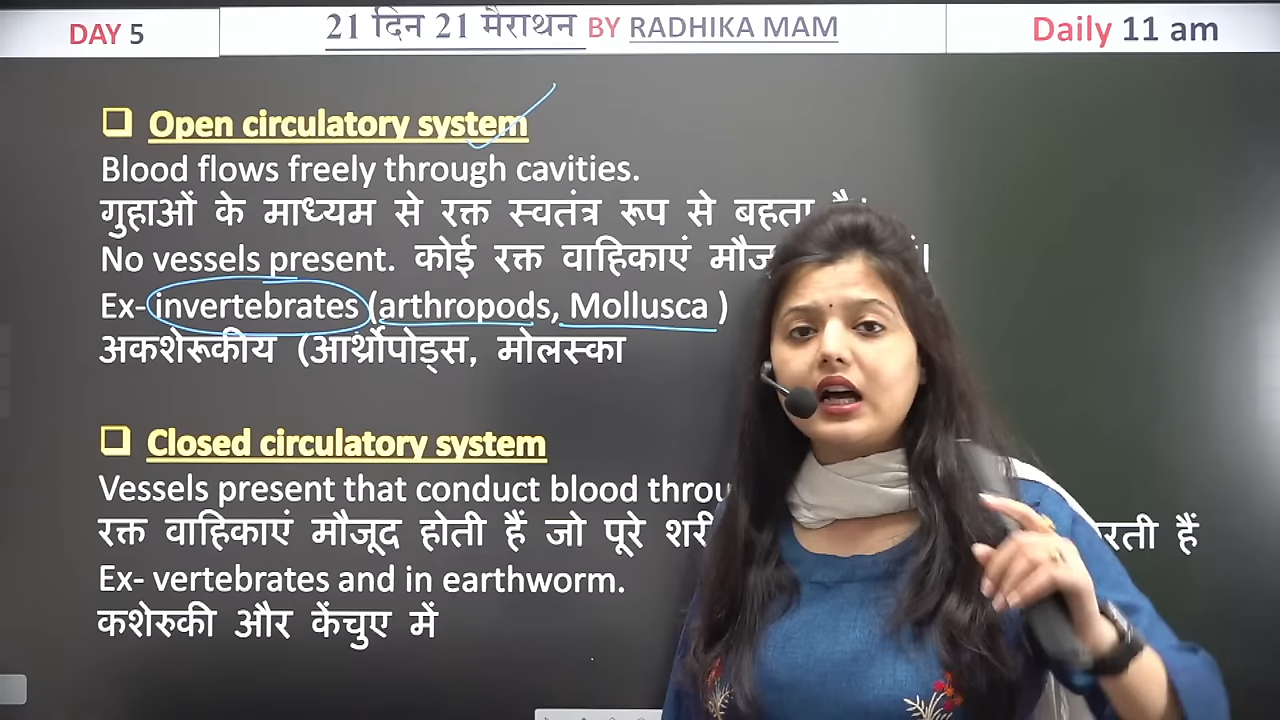 DAY 5
21 दिन 21 मैराथन BY RADHIKA MAM
Daily 11 am
Open circulatory system
Blood flows freely through cavities.
गुहाओं के माध्यम से रक्त स्वतंत्र रूप से बहता है।
No vessels present. कोई रक्त वाहिकाएं
Ex- invertebrates (arthropods, Mollusca )
अकशेरूकीय (आर्थ्रोपोड्स, मोलस्का
Closed circulatory system
Vessels present that conduct blood
रक्त वाहिकाएं मौजूद होती हैं जो पूरे हैं
Ex- vertebrates and in earthworm.
कशेरुकी और केंचुए में